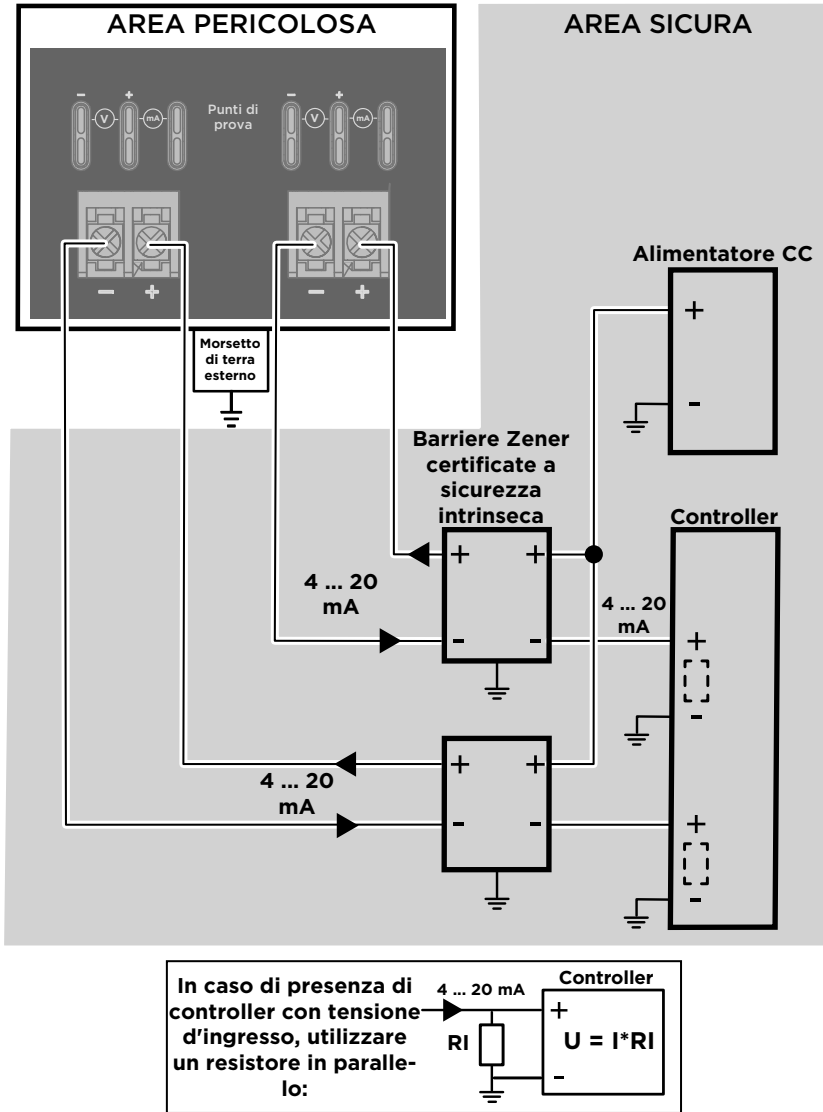 AREA PERICOLOSA
AREA SICURA
- +
V mA
Punti di
prova
- +
V mA
- +
- +
Morsetto
di terra
esterno
Alimentatore CC
+
-
Barriere Zener
certificate a
sicurezza
intrinseca
Controller
+ +
4 ... 20
mA
4 ... 20
mA
- -
+
-
+ +
4 ... 20
mA
- -
+
-
In caso di presenza di
controller con tensione
d'ingresso, utilizzare
un resistore in paralle-
lo:
4 ... 20 mA
Controller
+
RI
U = I*RI
-